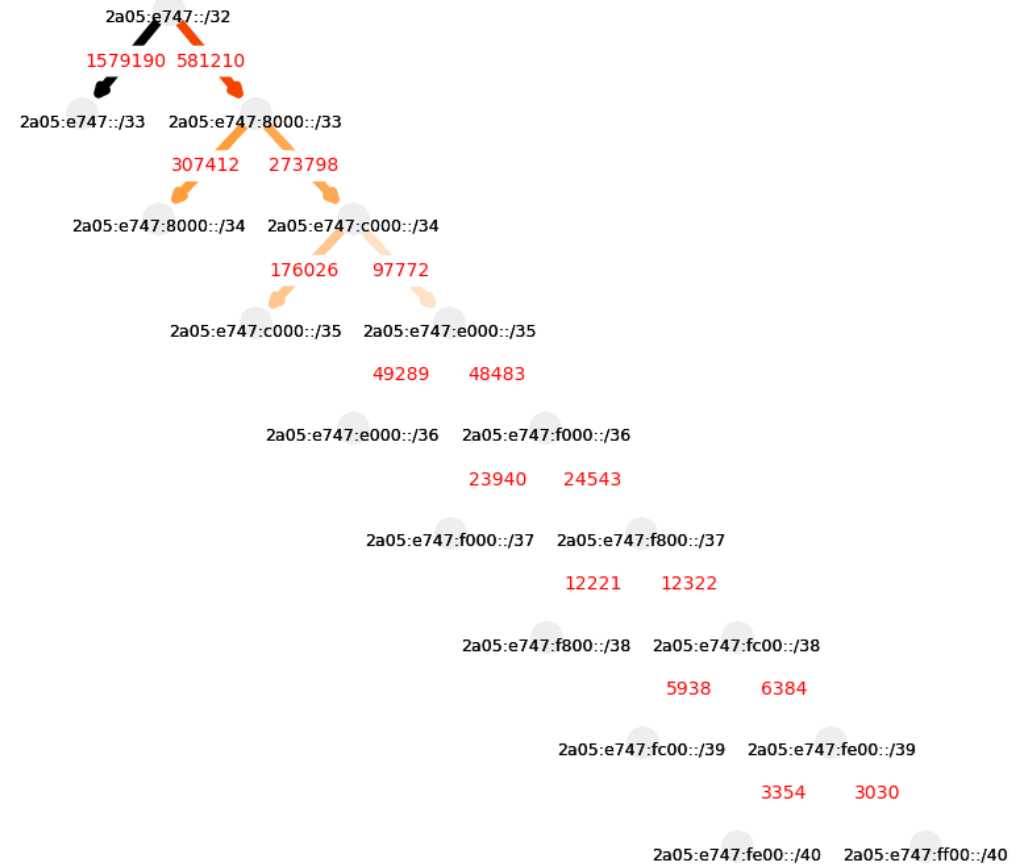 2a05:e747::/32
1579190 581210
2a05:e747::/33 2a05:e747:8000::/33
307412 273798
2a05:e747:8000::/34 2a05:e747:c000::/34
176026 97772
2a05:e747:c000::/35 2a05:e747:e000::/35
49289 48483
2a05:e747:e000::/36 2a05:e747:f000::/36
23940 24543
2a05:e747:f000::/37 2a05:e747:f800::/37
12221 12322
2a05:e747:f800::/38 2a05:e747:fc00::/38
5938 6384
2a05:e747:fc00::/39 2a05:e747:fe00::/39
3354 3030
2a05:e747:fe00::/40 2a05:e747:ff00::/40